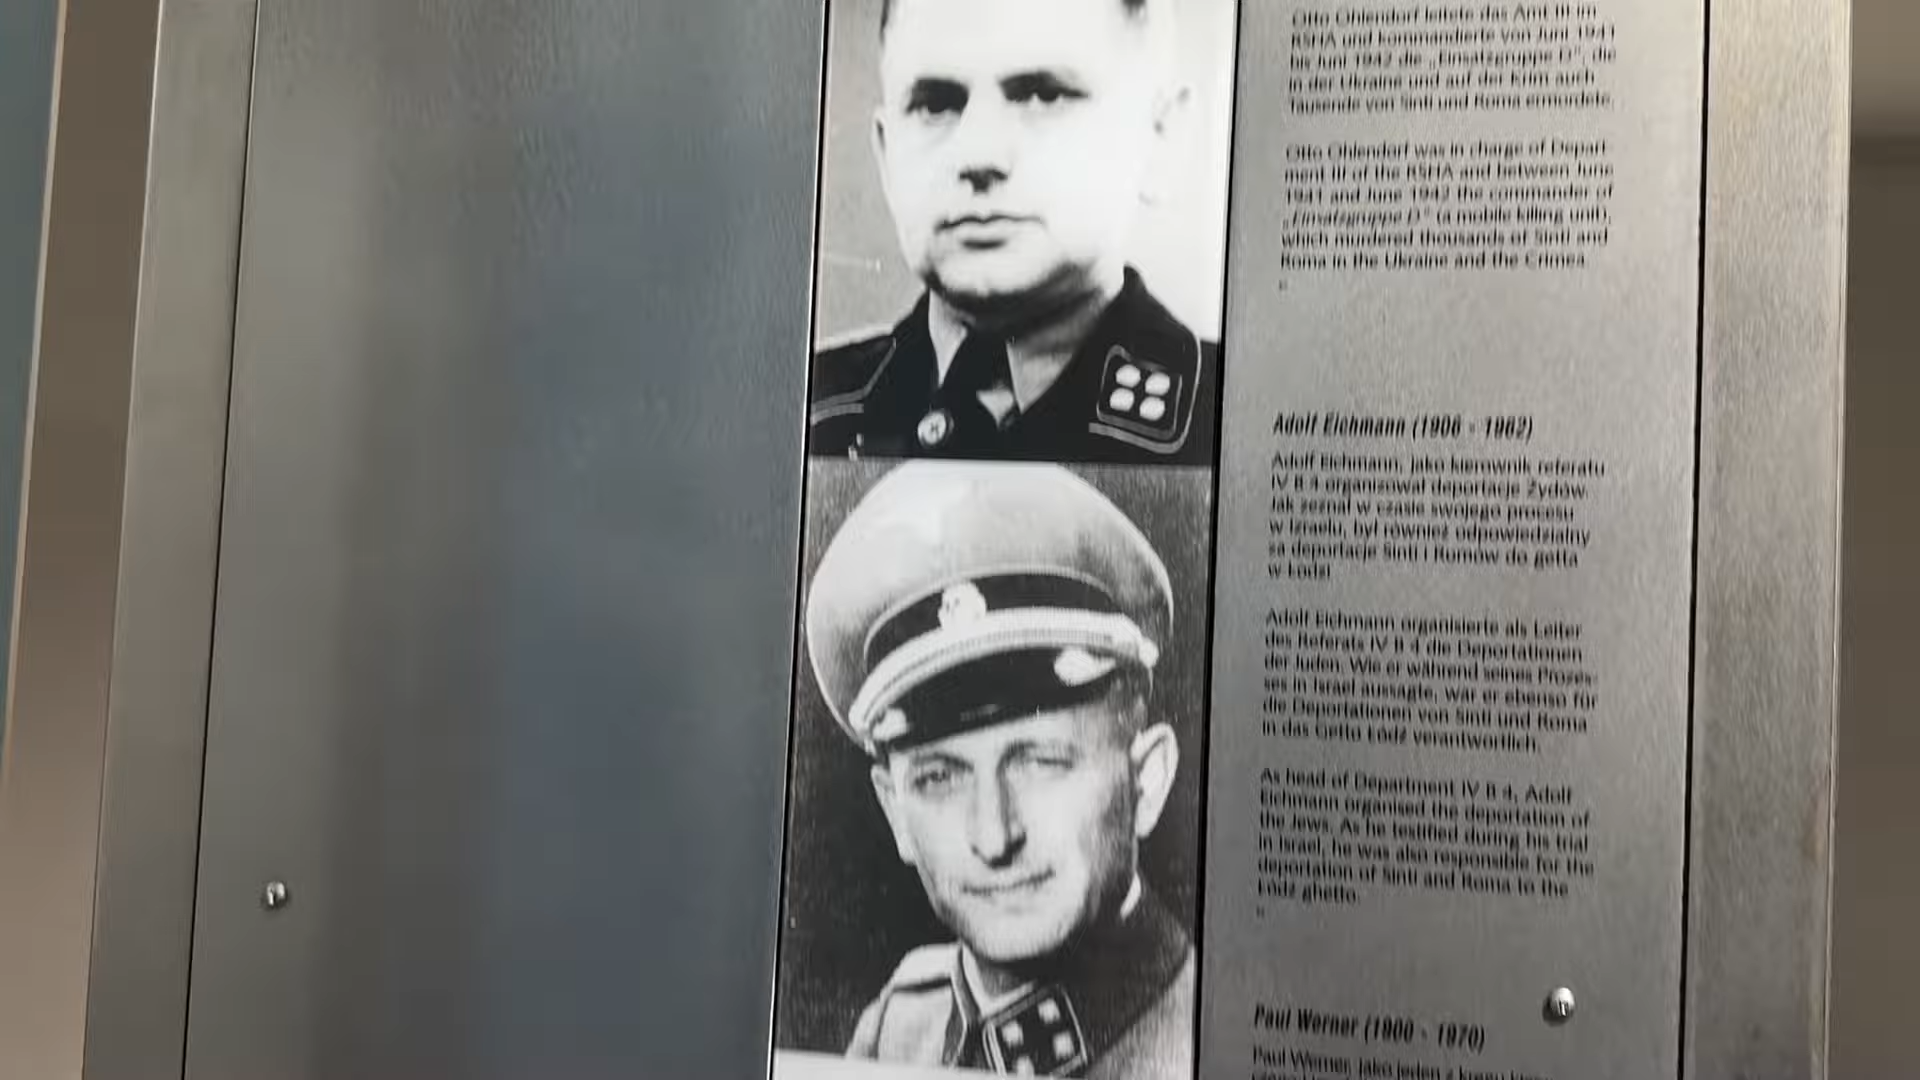 Otto Ohlendorf leitete das Amt III im
RSHA und kommandierte von Juni 1941
bis Juni 1942 die „Einsatzgruppe D“, die
in der Ukraine und auf der Krim auch
Tausende von Sinti und Roma ermordete.
Otto Ohlendorf was in charge of Depart-
ment III of the RSHA and between June
1941 and June 1942 the commander of
„Einsatzgruppe D“ (a mobile killing unit),
which murdered thousands of Sinti and
Roma in the Ukraine and the Crimea.
Adolf Eichmann (1906 - 1962)
Adolf Eichmann, jako kierownik referatu
IV B 4 organizował deportacje Żydów.
Jak zeznał w czasie swojego procesu
w Izraelu, był również odpowiedzialny
za deportacje Sinti i Romów do getta
w Łodzi
Adolf Eichmann organisierte als Leiter
des Referats IV B 4 die Deportationen
der Juden. Wie er während seines Prozes-
ses in Israel aussagte, war er ebenso für
die Deportationen von Sinti und Roma
in das Getto Łódź verantwortlich.
As head of Department IV B 4, Adolf
Eichmann organised the deportation of
the Jews. As he testified during his trial
in Israel, he was also responsible for the
deportation of Sinti and Roma to the
Łódź ghetto.
Paul Werner (1900 - 1970)
Paul Werner, jako jeden z